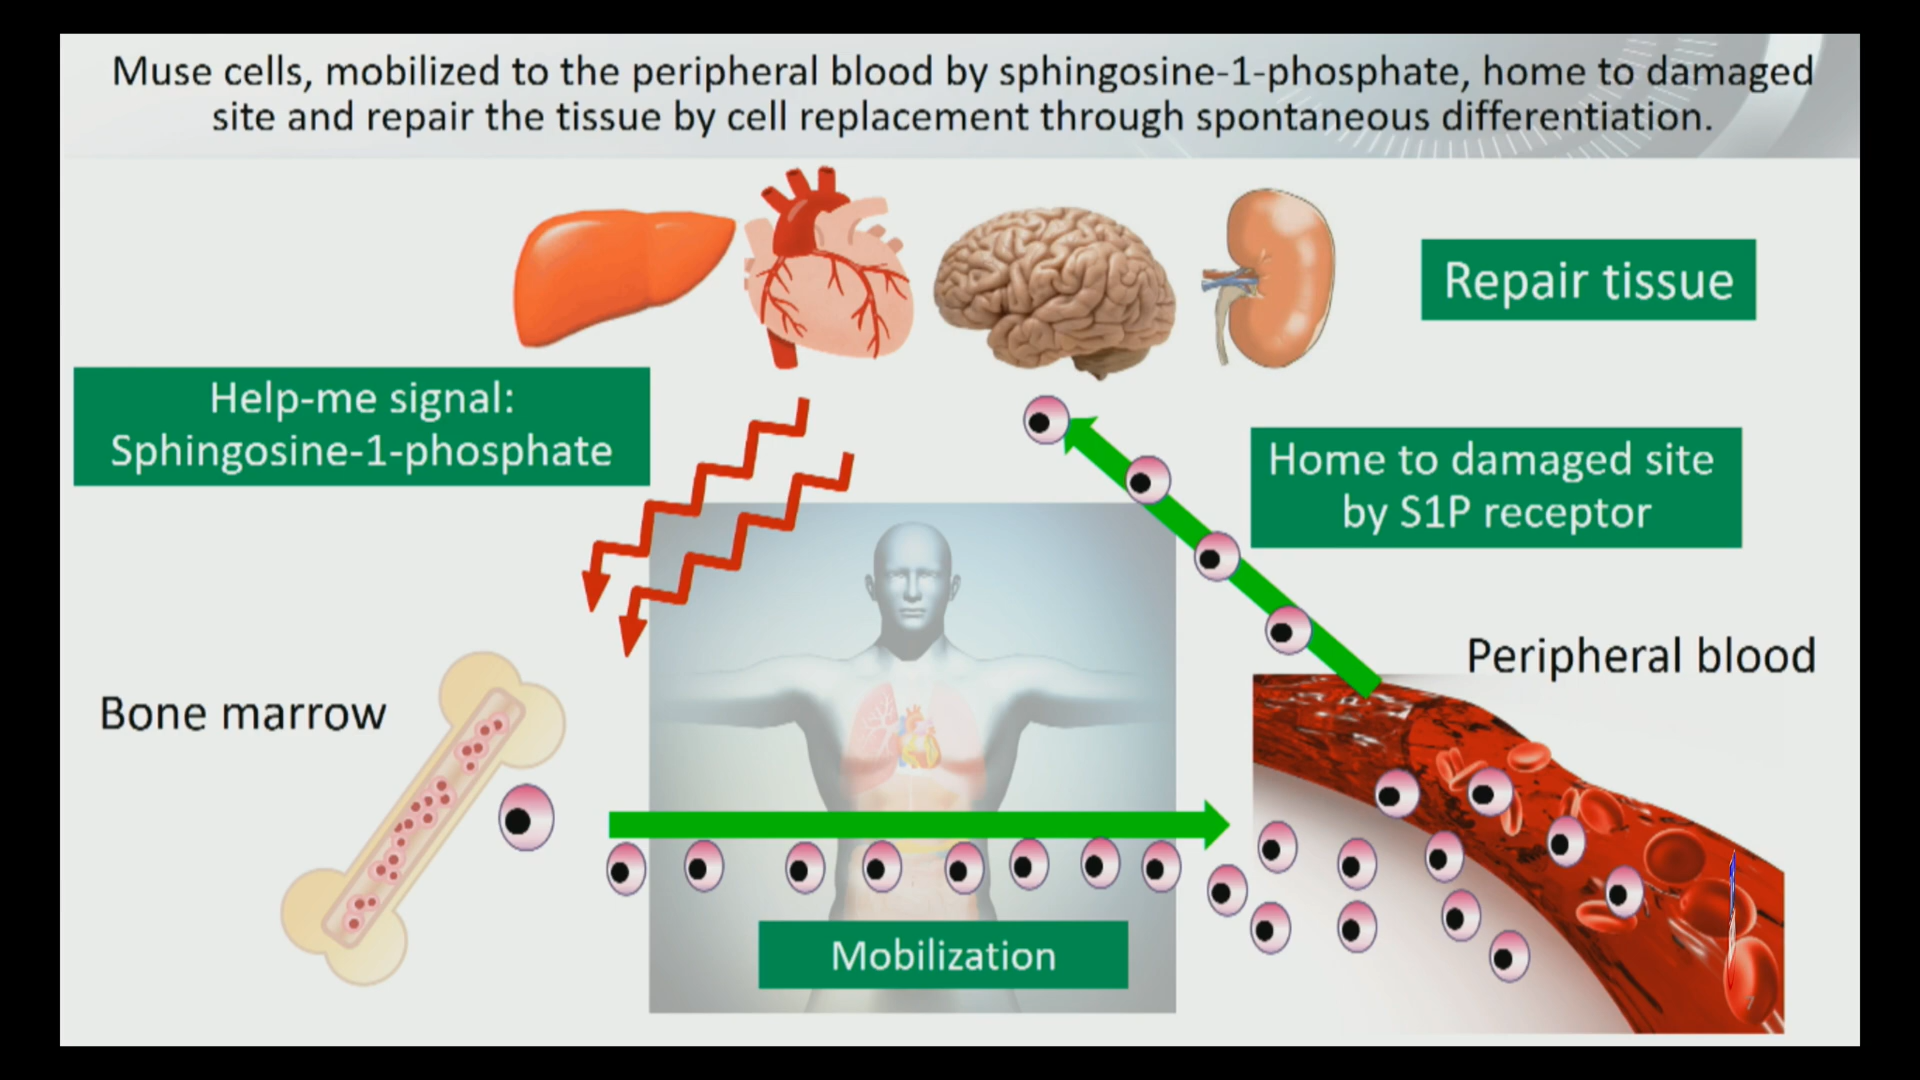 Muse cells, mobilized to the peripheral blood by sphingosine-1-phosphate, home to damaged
site and repair the tissue by cell replacement through spontaneous differentiation.
Repair tissue
Help-me signal:
Sphingosine-1-phosphate
Home to damaged site
by S1P receptor
Peripheral blood
Bone marrow
Mobilization